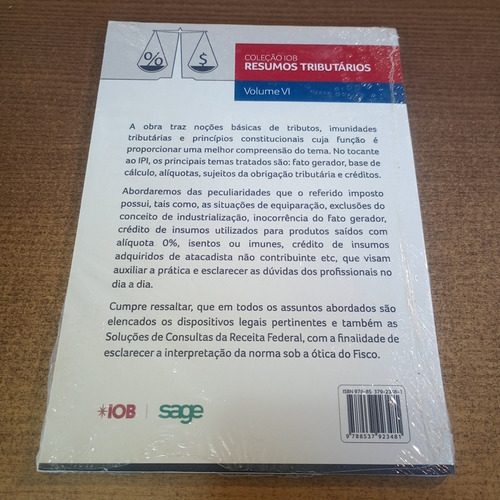 % $
COLEÇÃO IOB
RESUMOS TRIBUTÁRIOS
Volume VI
A obra traz noções básicas de tributos, imunidades
tributárias e princípios constitucionais cuja função é
proporcionar uma melhor compreensão do tema. No tocante
ao IPI, os principais temas tratados são: fato gerador, base de
cálculo, alíquotas, sujeitos da obrigação tributária e créditos.
Abordaremos das peculiaridades que o referido imposto
possui, tais como, as situações de equiparação, exclusões do
conceito de industrialização, inocorrência do fato gerador,
crédito de insumos utilizados para produtos saídos com
alíquota 0%, isentos ou imunes, crédito de insumos
adquiridos de atacadista não contribuinte etc, que visam
auxiliar a prática e esclarecer as dúvidas dos profissionais no
dia a dia.
Cumpre ressaltar, que em todos os assuntos abordados são
elencados os dispositivos legais pertinentes e também as
Soluções de Consultas da Receita Federal, com a finalidade de
esclarecer a interpretação da norma sob a ótica do Fisco.
IOB
sage
ISBN 978-85-379-2348-1
9 788537 923481